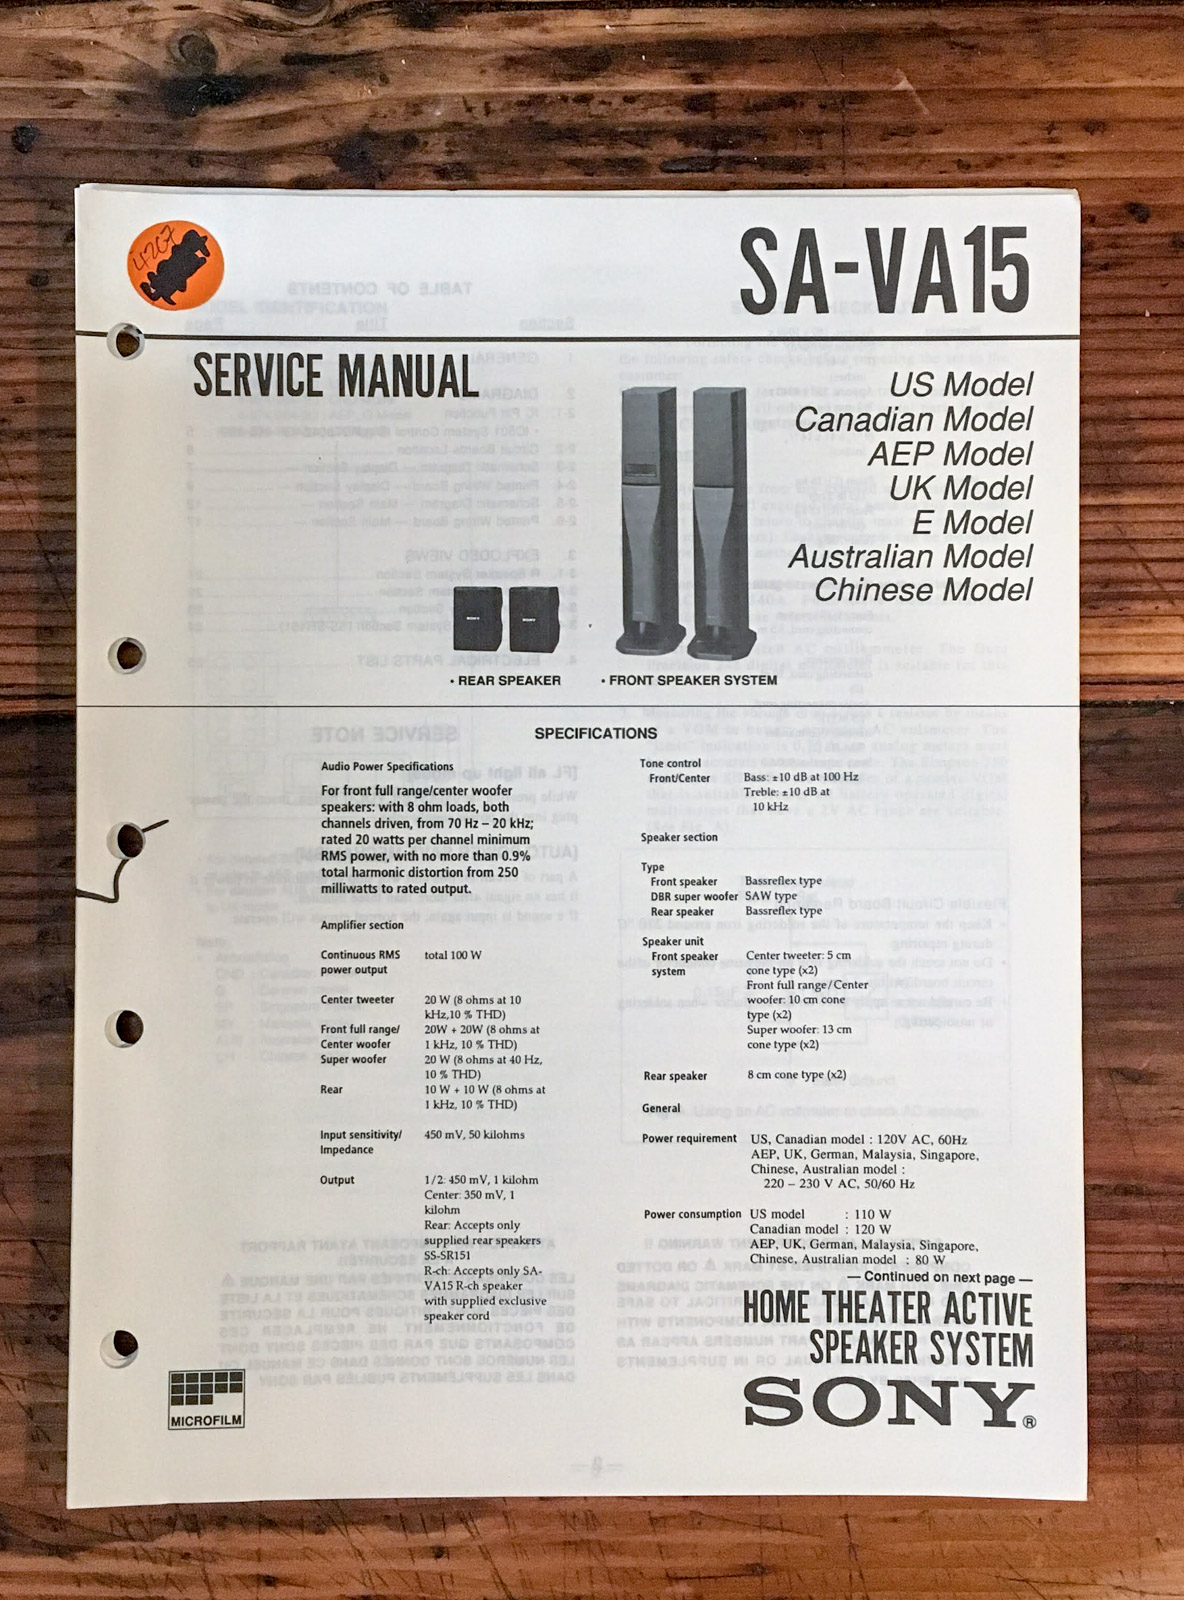 4207
SA-VA15
SERVICE MANUAL
US Model
Canadian Model
AEP Model
UK Model
E Model
Australian Model
Chinese Model
SONY
SONY
• REAR SPEAKER
• FRONT SPEAKER SYSTEM
SPECIFICATIONS
Audio Power Specifications
For front full range/center woofer
speakers: with 8 ohm loads, both
channels driven, from 70 Hz – 20 kHz;
rated 20 watts per channel minimum
RMS power, with no more than 0.9%
total harmonic distortion from 250
milliwatts to rated output.
Amplifier section
Continuous RMS total 100 W
power output
Center tweeter 20 W (8 ohms at 10
kHz,10 % THD)
Front full range/ 20W + 20W (8 ohms at
Center woofer 1 kHz, 10 % THD)
Super woofer 20 W (8 ohms at 40 Hz,
10 % THD)
Rear 10 W + 10 W (8 ohms at
1 kHz, 10 % THD)
Input sensitivity/ 450 mV, 50 kilohms
Impedance
Output 1/2: 450 mV, 1 kilohm
Center: 350 mV, 1
kilohm
Rear: Accepts only
supplied rear speakers
SS-SR151
R-ch: Accepts only SA-
VA15 R-ch speaker
with supplied exclusive
speaker cord
Tone control
Front/Center Bass: ±10 dB at 100 Hz
Treble: ±10 dB at
10 kHz
Speaker section
Type
Front speaker Bassreflex type
DBR super woofer SAW type
Rear speaker Bassreflex type
Speaker unit
Front speaker Center tweeter: 5 cm
system cone type (x2)
Front full range/Center
woofer: 10 cm cone
type (x2)
Super woofer: 13 cm
cone type (x2)
Rear speaker 8 cm cone type (x2)
General
Power requirement US, Canadian model : 120V AC, 60Hz
AEP, UK, German, Malaysia, Singapore,
Chinese, Australian model :
220 – 230 V AC, 50/60 Hz
Power consumption US model : 110 W
Canadian model : 120 W
AEP, UK, German, Malaysia, Singapore,
Chinese, Australian model : 80 W
— Continued on next page —
HOME THEATER ACTIVE
SPEAKER SYSTEM
SONY®
MICROFILM